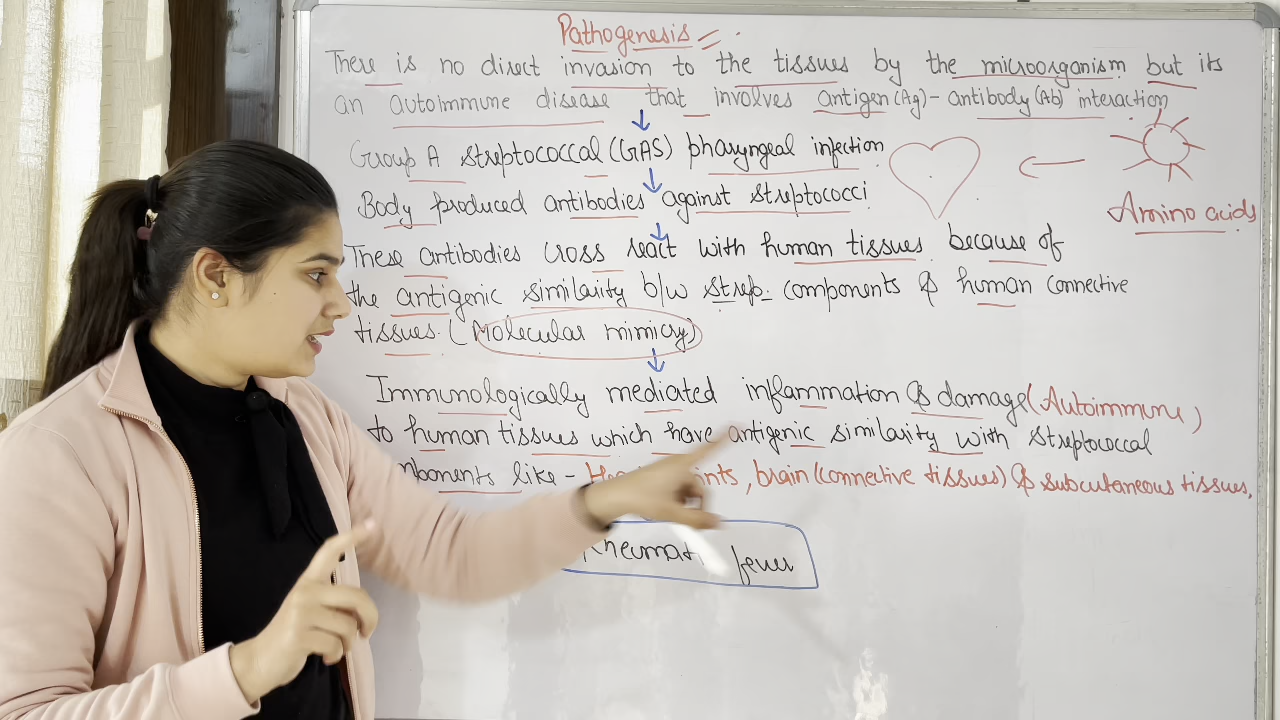 Pathogenesis
There is no direct invasion to the tissues by the microorganism but its
an autoimmune disease that involves antigen (Ag) - antibody (Ab) interaction
Group A streptococcal (GAS) pharyngeal infection
Body produced antibodies against streptococci
Amino acids
These antibodies cross react with human tissues because of
the antigenic similarity b/w strep. components & human connective
tissues. (Molecular mimicry)
Immunologically mediated inflammation & damage (Autoimmune)
to human tissues which have antigenic similarity with streptococcal
like - brain (connective tissues) & subcutaneous tissues,
fever